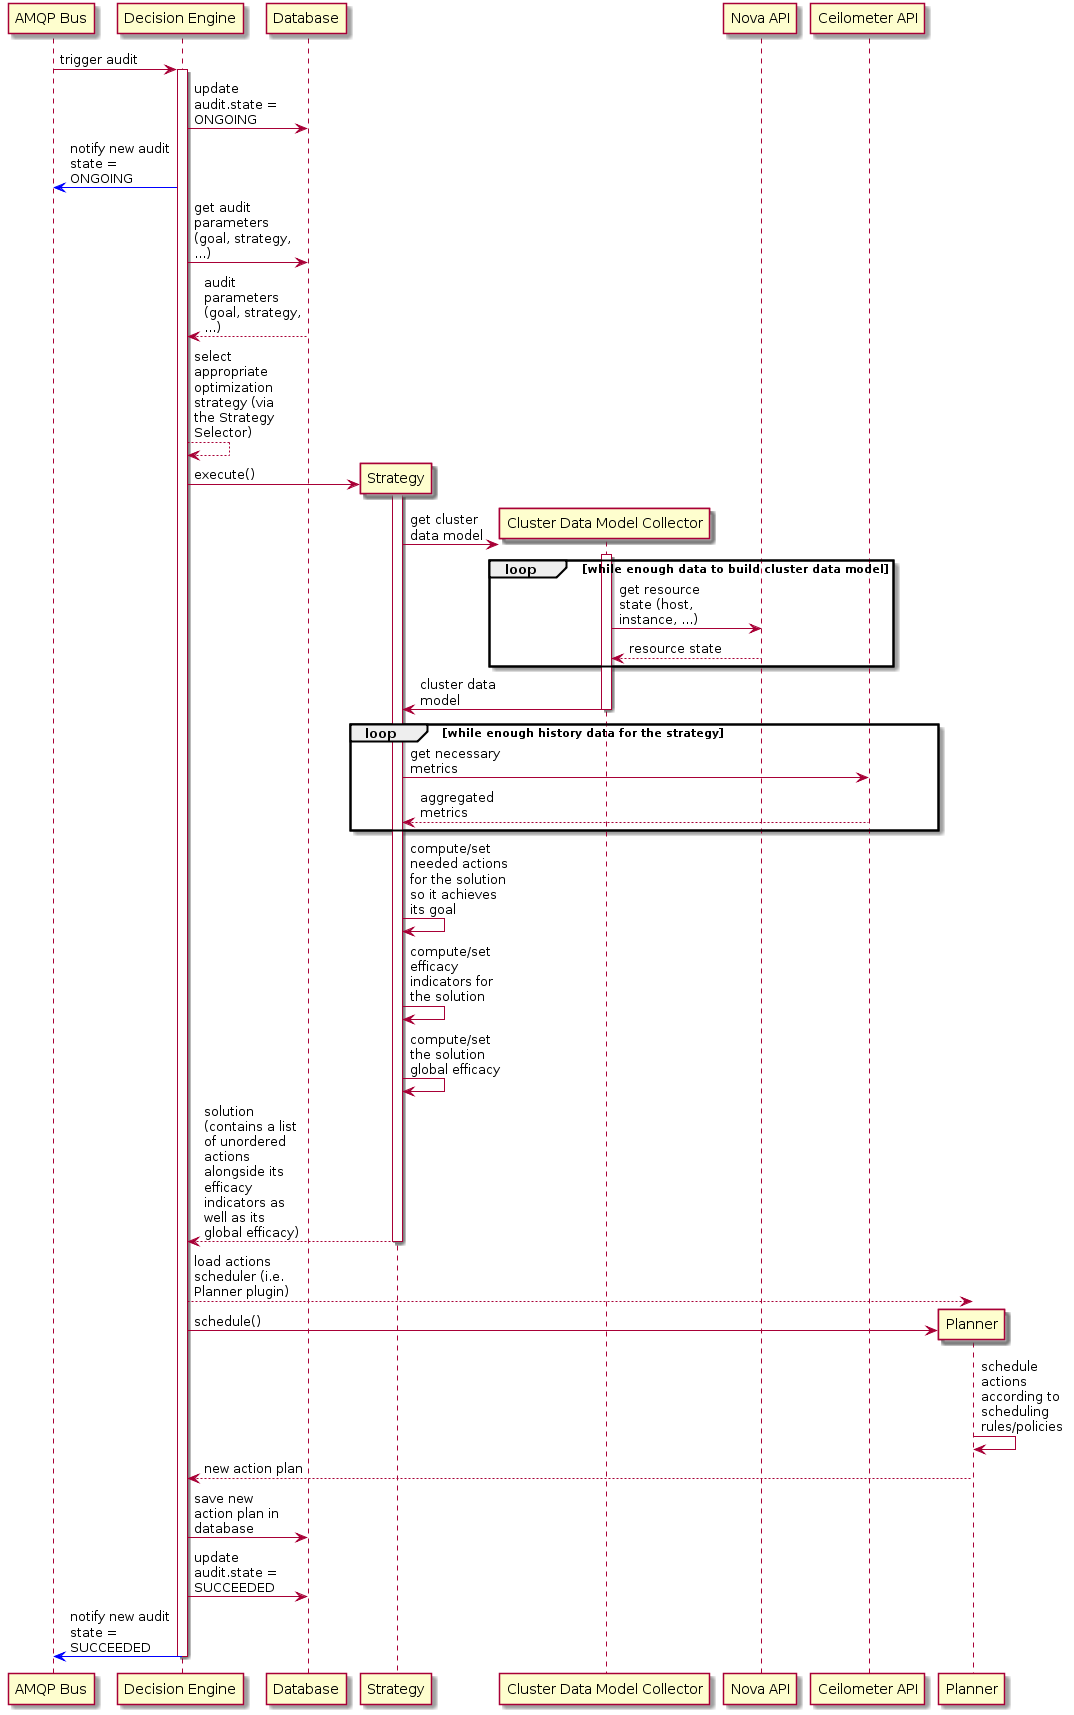 AMQP Bus
Decision Engine
Database
Nova API
Ceilometer API
trigger audit
update
audit.state =
ONGOING
notify new audit
state =
ONGOING
get audit
parameters
(goal, strategy,
...)
audit
parameters
(goal, strategy,
...)
select
appropriate
optimization
strategy (via
the Strategy
Selector)
execute()
Strategy
get cluster
data model
Cluster Data Model Collector
loop
[while enough data to build cluster data model]
get resource
state (host,
instance, ...)
resource state
cluster data
model
loop
[while enough history data for the strategy]
get necessary
metrics
aggregated
metrics
compute/set
needed actions
for the solution
so it achieves
its goal
compute/set
efficacy
indicators for
the solution
compute/set
the solution
global efficacy
solution
(contains a list
of unordered
actions
alongside its
efficacy
indicators as
well as its
global efficacy)
load actions
scheduler (i.e.
Planner plugin)
schedule()
Planner
schedule
actions
according to
scheduling
rules/policies
new action plan
save new
action plan in
database
update
audit.state =
SUCCEEDED
notify new audit
state =
SUCCEEDED
AMQP Bus
Decision Engine
Database
Strategy
Cluster Data Model Collector
Nova API
Ceilometer API
Planner